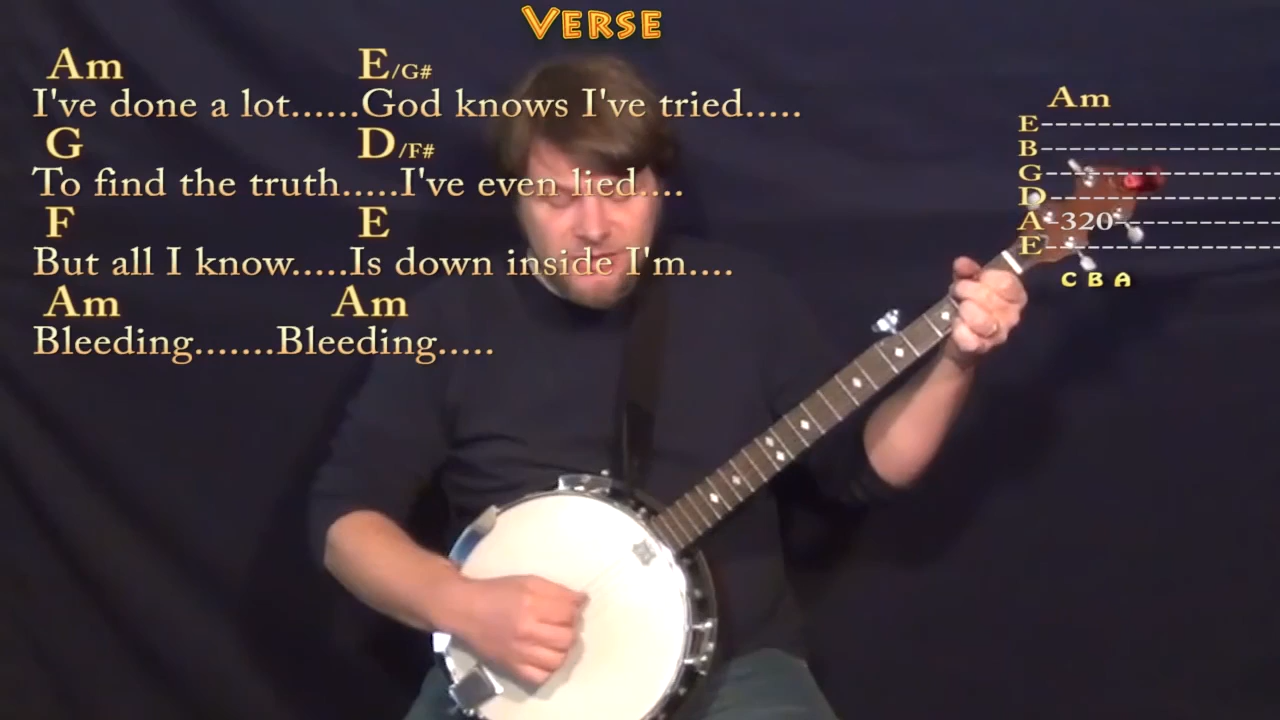 VERSE
Am E/G#
I've done a lot......God knows I've tried.....
G D/F#
To find the truth.....I've even lied....
F E
But all I know.....Is down inside I'm....
Am Am
Bleeding.......Bleeding.....
Am
E--------------------
B--------------------
G--------------------
D--------------------
A-320----------------
E--------------------
C B A